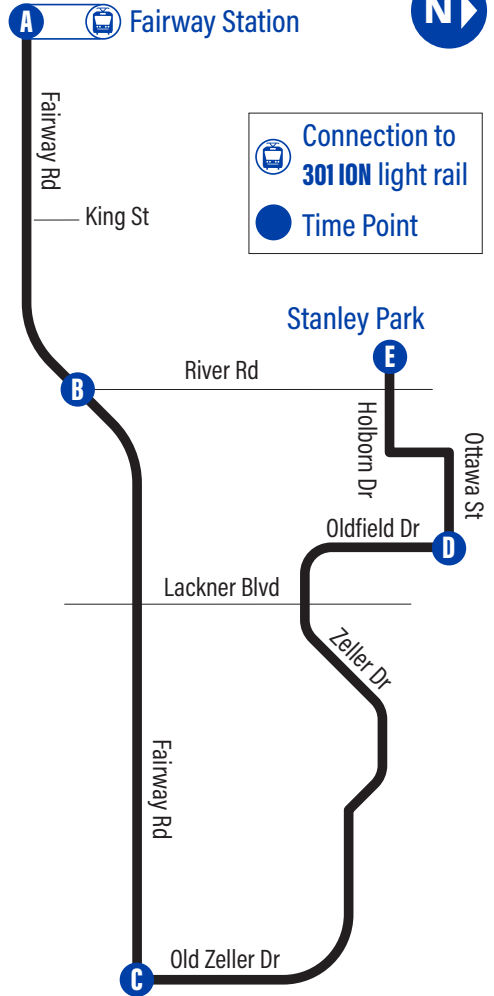 A
Fairway Station
N
Fairway Rd
Connection to
301 ION light rail
Time Point
King St
Stanley Park
E
River Rd
B
Holborn Dr
Ottawa St
Oldfield Dr
D
Lackner Blvd
Zeller Dr
Fairway Rd
Old Zeller Dr
C